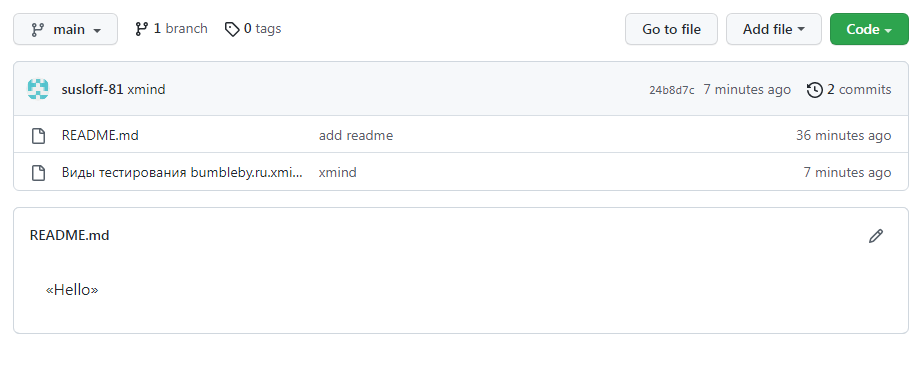 main 1 branch 0 tags Go to file Add file Code
susloff-81 xmind 24b8d7c 7 minutes ago 2 commits
README.md add readme 36 minutes ago
Виды тестирования bumbleby.ru.xmi... xmind 7 minutes ago
README.md
«Hello»